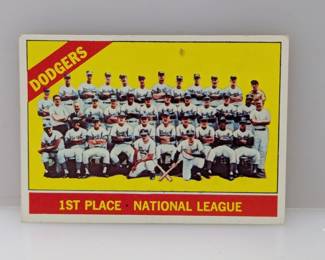 DODGERS
1ST PLACE · NATIONAL LEAGUE